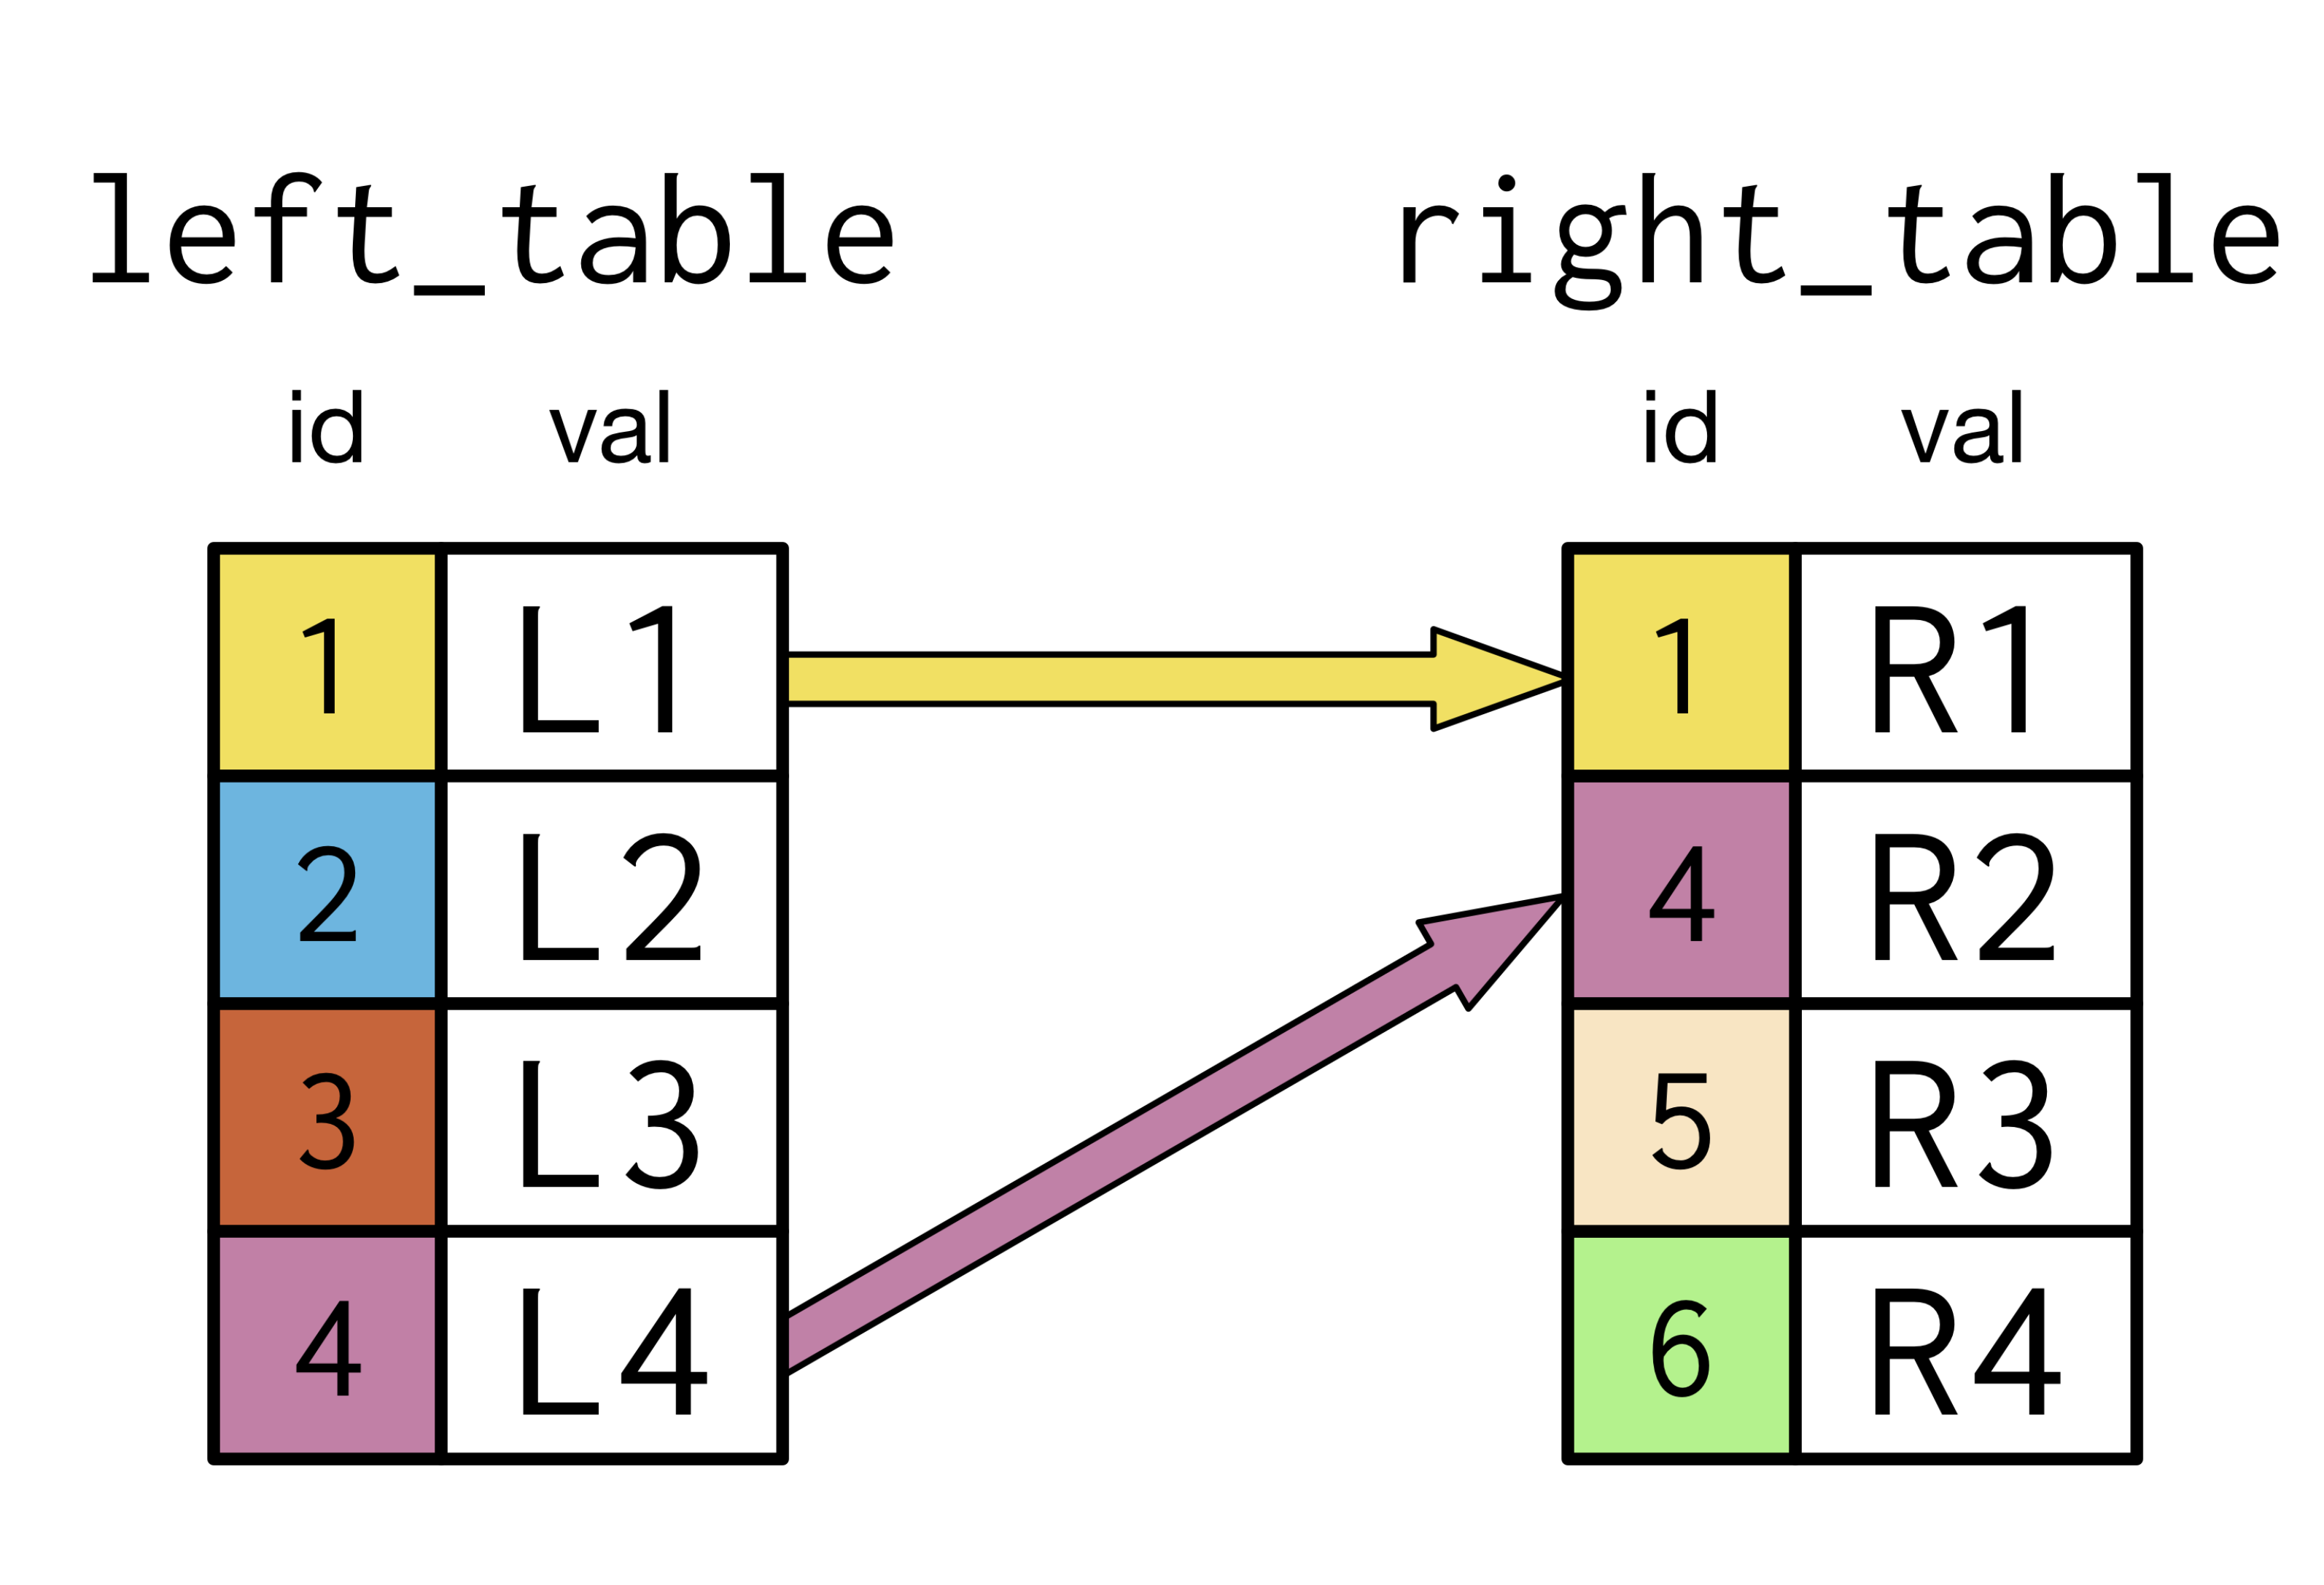 left_table right_table
id val id val
1 L1 1 R1
2 L2 4 R2
3 L3 5 R3
4 L4 6 R4